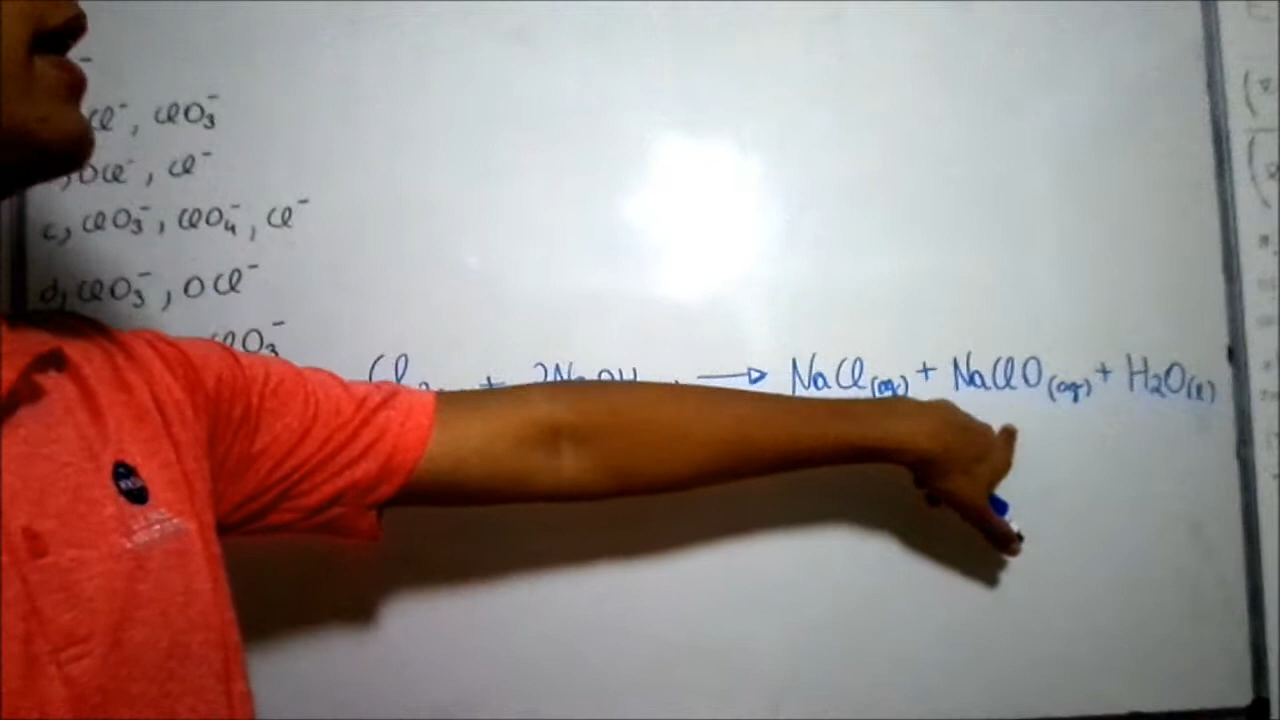 Cl⁻, ClO₃⁻
OCl⁻, Cl⁻
c, ClO₃⁻, ClO₄⁻, Cl⁻
d, ClO₃⁻, OCl⁻
ClO₃⁻
Cl₂ + 2NaOH → NaCl(aq) + NaClO(aq) + H₂O(l)